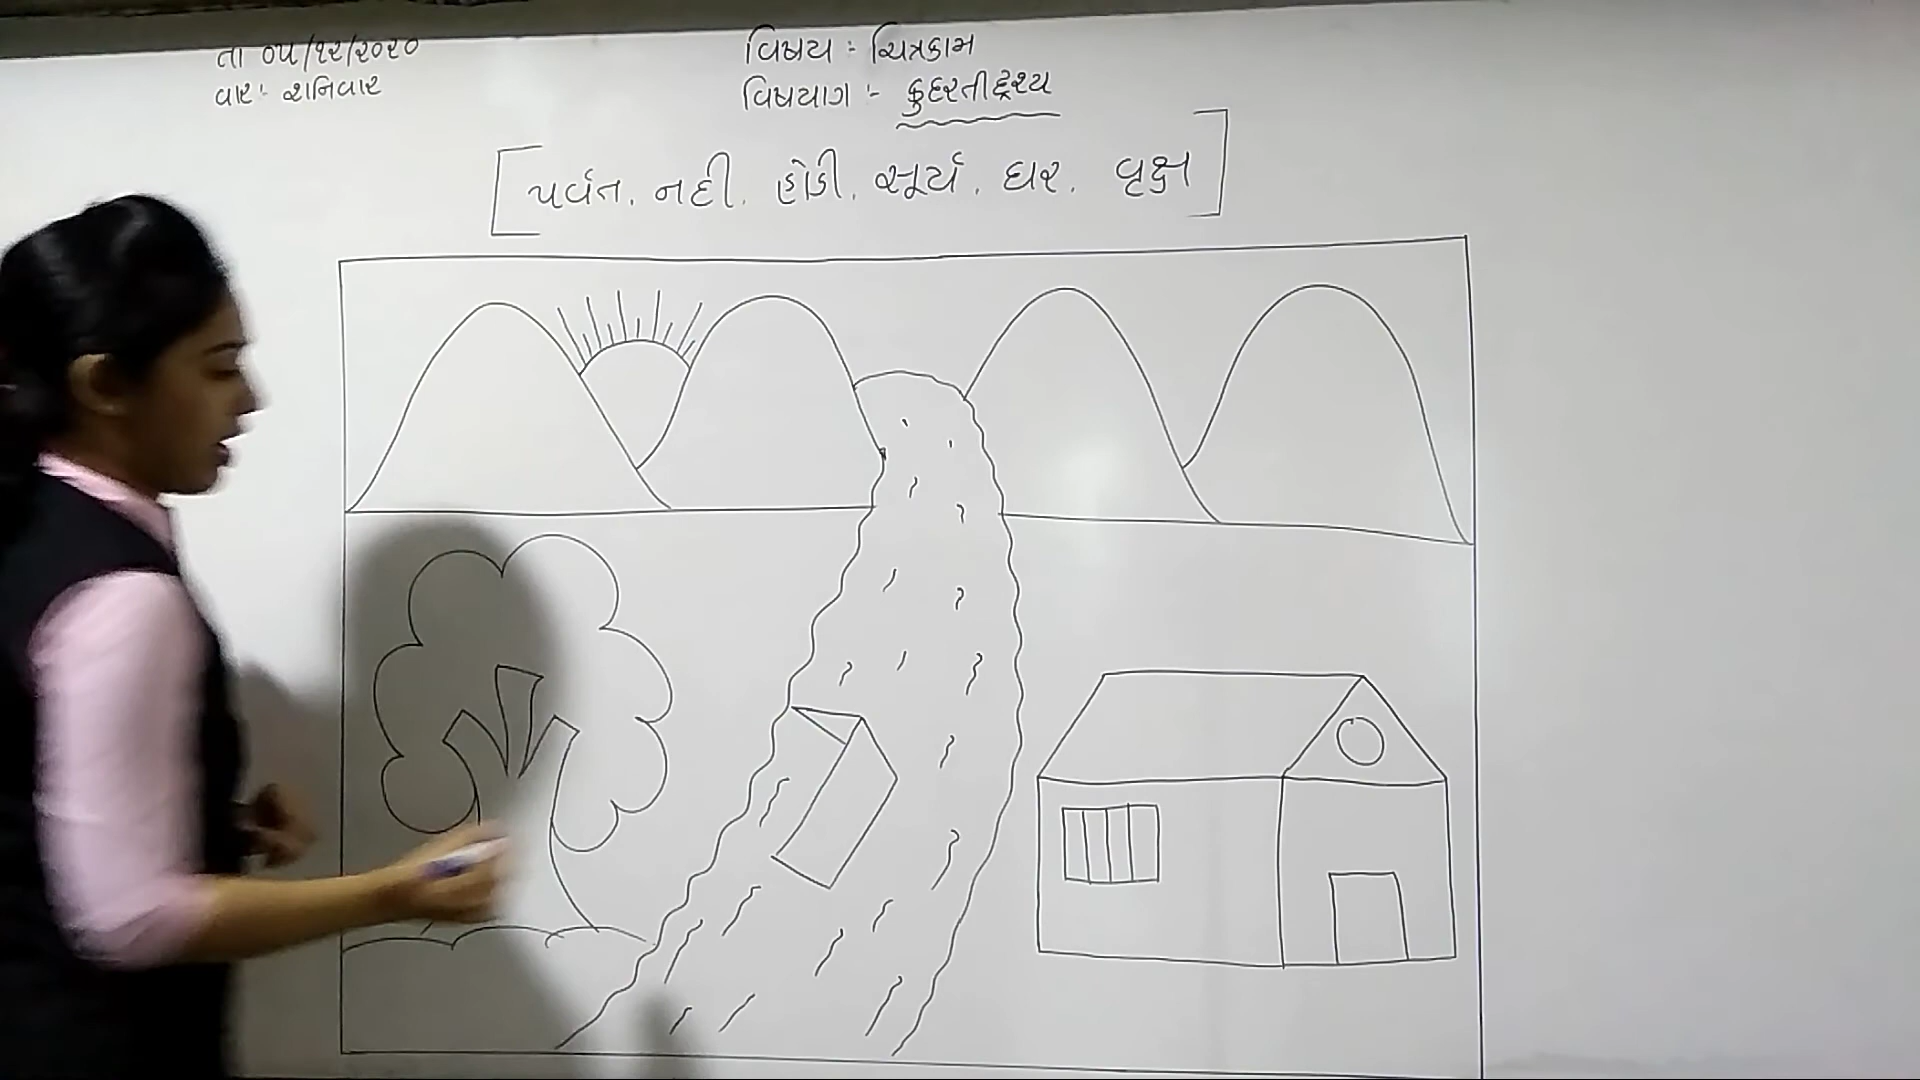 તા ૦૫/૧૨/૨૦૨૦
વાર:- શનિવાર
વિષય :- ચિત્રકામ
વિષયાગ :- કુદરતીદ્રશ્ય
[પર્વત. નદી. હોડી. સૂર્ય. ઘર. વૃક્ષ]